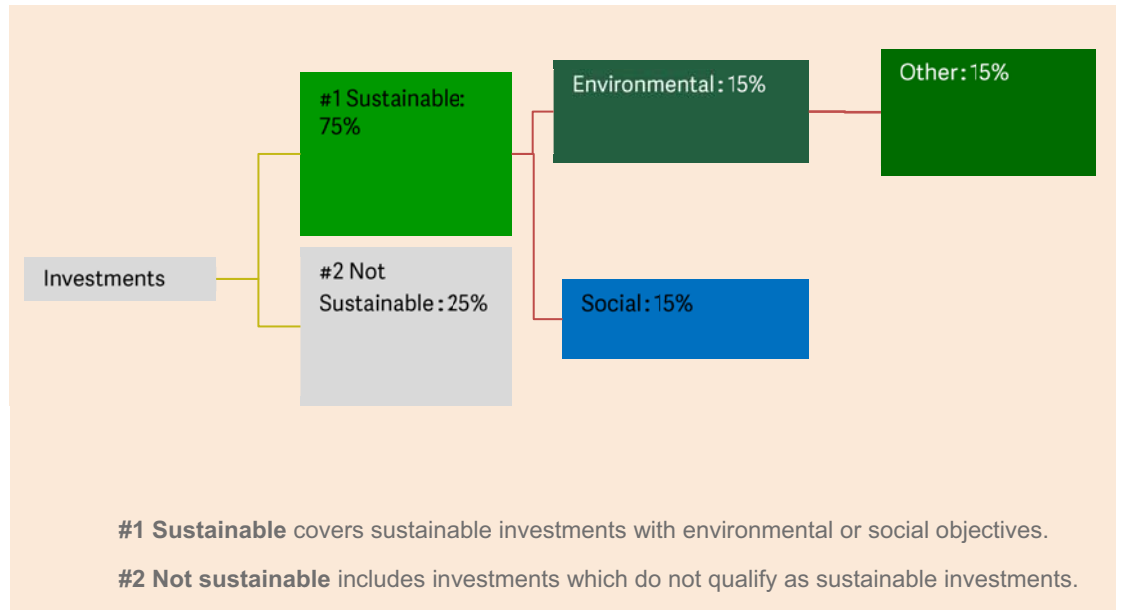 Investments
#1 Sustainable:
75%
#2 Not
Sustainable: 25%
Environmental: 15%
Social: 15%
Other: 15%
#1 Sustainable covers sustainable investments with environmental or social objectives.
#2 Not sustainable includes investments which do not qualify as sustainable investments.